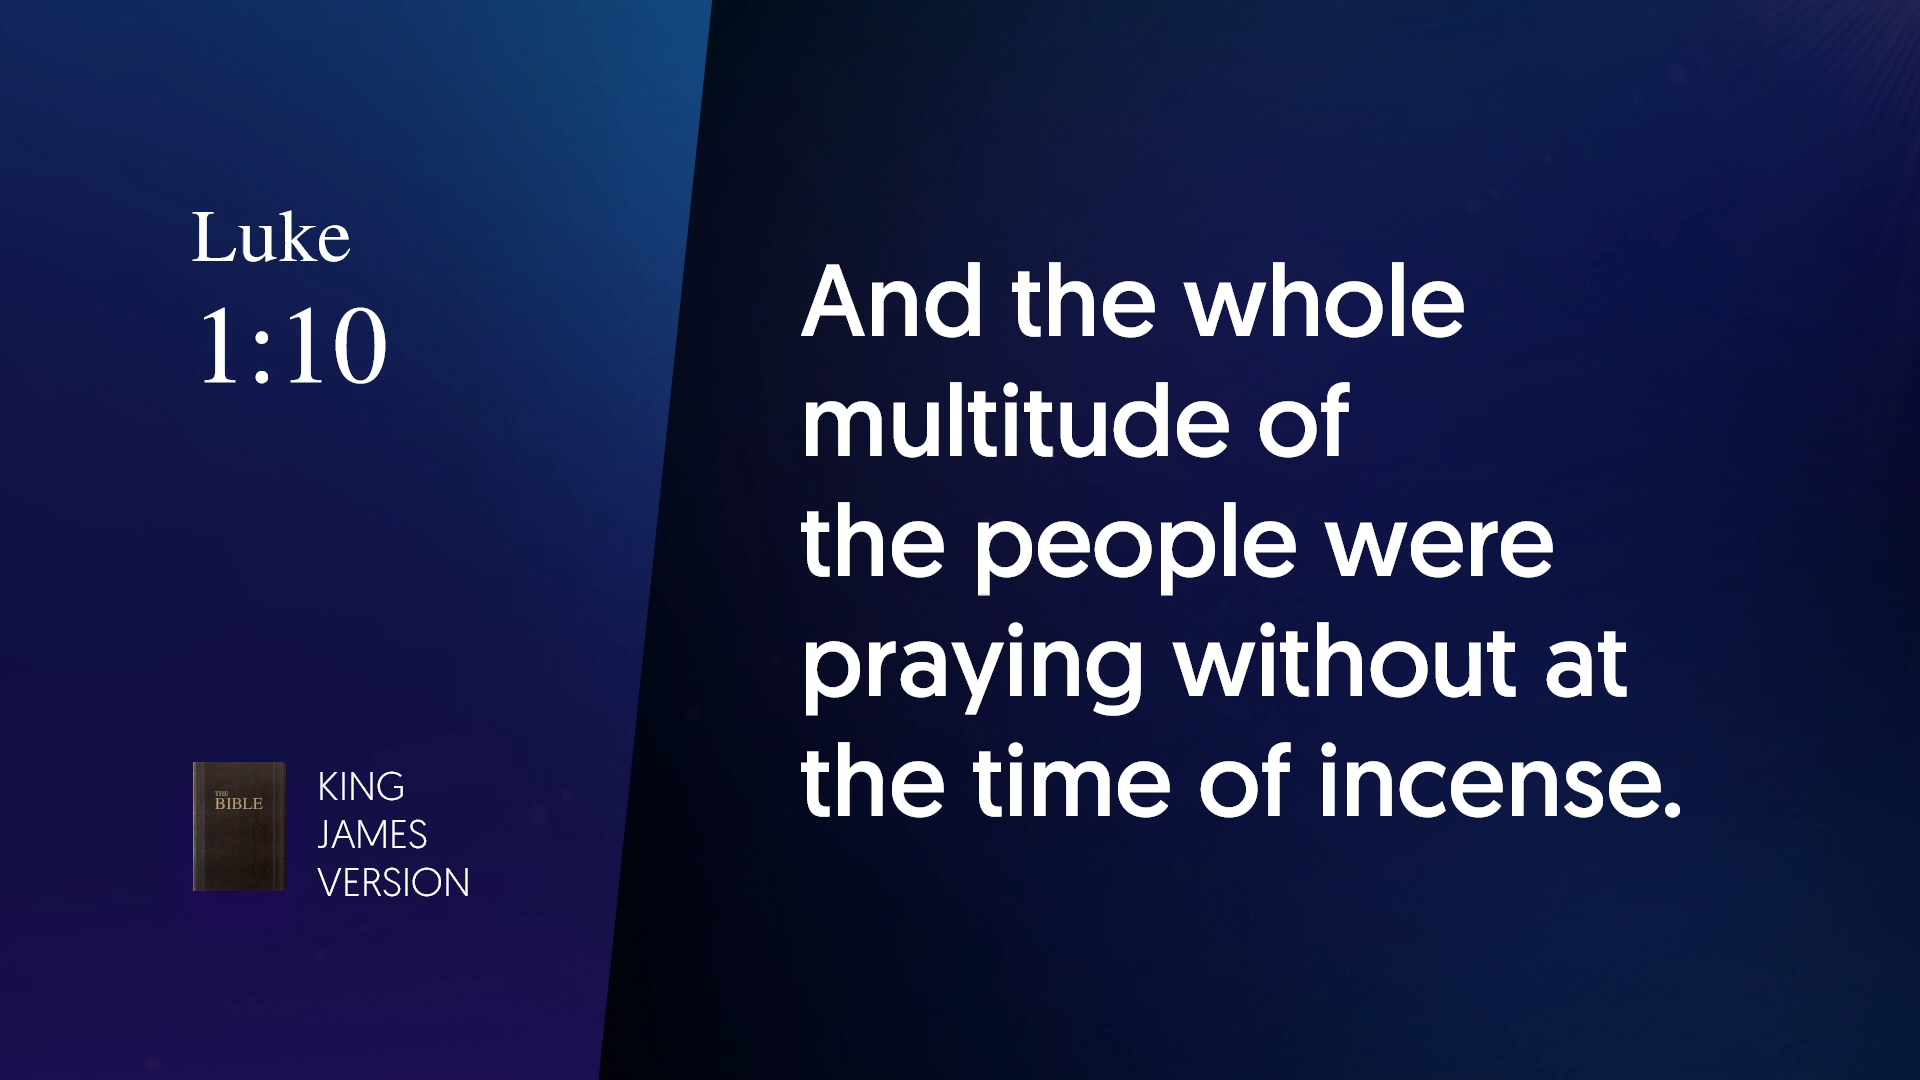 Luke
1:10
And the whole
multitude of
the people were
praying without at
the time of incense.
THE
BIBLE
KING
JAMES
VERSION